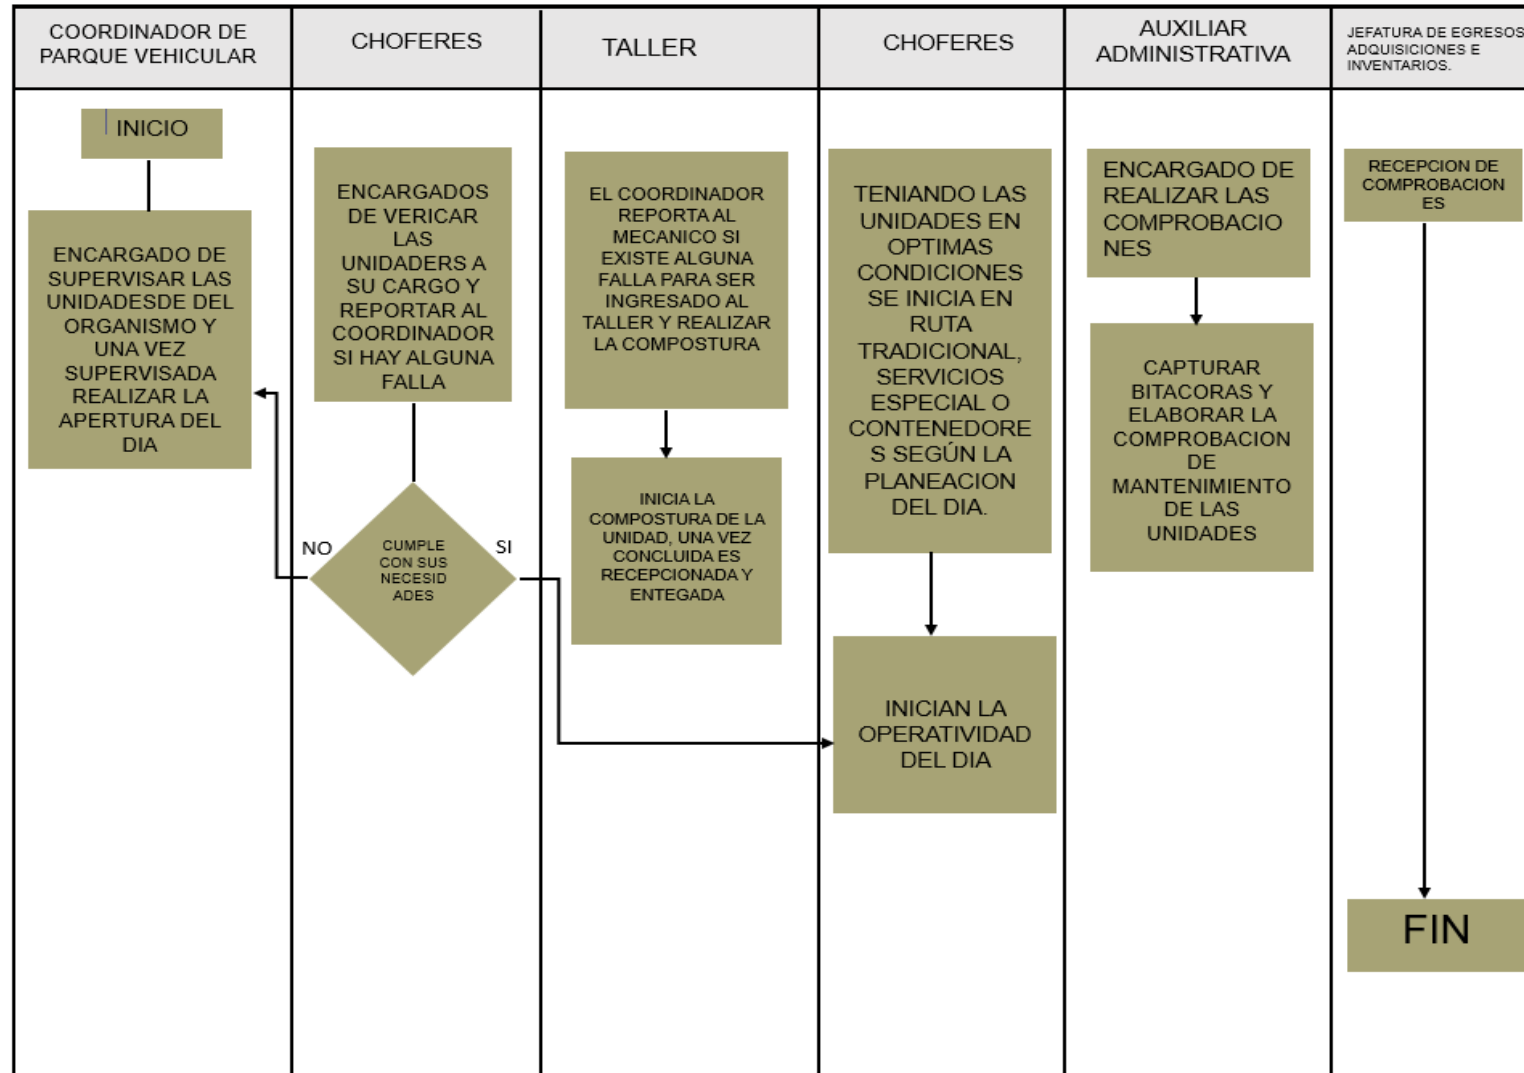 COORDINADOR DE
PARQUE VEHICULAR
CHOFERES
TALLER
CHOFERES
AUXILIAR
ADMINISTRATIVA
JEFATURA DE EGRESOS
ADQUISICIONES E
INVENTARIOS.
INICIO
ENCARGADO DE
SUPERVISAR LAS
UNIDADESDE DEL
ORGANISMO Y
UNA VEZ
SUPERVISADA
REALIZAR LA
APERTURA DEL
DIA
ENCARGADOS
DE VERICAR
LAS
UNIDADERS A
SU CARGO Y
REPORTAR AL
COORDINADOR
SI HAY ALGUNA
FALLA
NO
CUMPLE
CON SUS
NECESID
ADES
SI
EL COORDINADOR
REPORTA AL
MECANICO SI
EXISTE ALGUNA
FALLA PARA SER
INGRESADO AL
TALLER Y REALIZAR
LA COMPOSTURA
INICIA LA
COMPOSTURA DE LA
UNIDAD, UNA VEZ
CONCLUIDA ES
RECEPCIONADA Y
ENTEGADA
TENIANDO LAS
UNIDADES EN
OPTIMAS
CONDICIONES
SE INICIA EN
RUTA
TRADICIONAL,
SERVICIOS
ESPECIAL O
CONTENEDORE
S SEGÚN LA
PLANEACION
DEL DIA.
INICIAN LA
OPERATIVIDAD
DEL DIA
ENCARGADO DE
REALIZAR LAS
COMPROBACIO
NES
CAPTURAR
BITACORAS Y
ELABORAR LA
COMPROBACION
DE
MANTENIMIENTO
DE LAS
UNIDADES
RECEPCION DE
COMPROBACION
ES
FIN